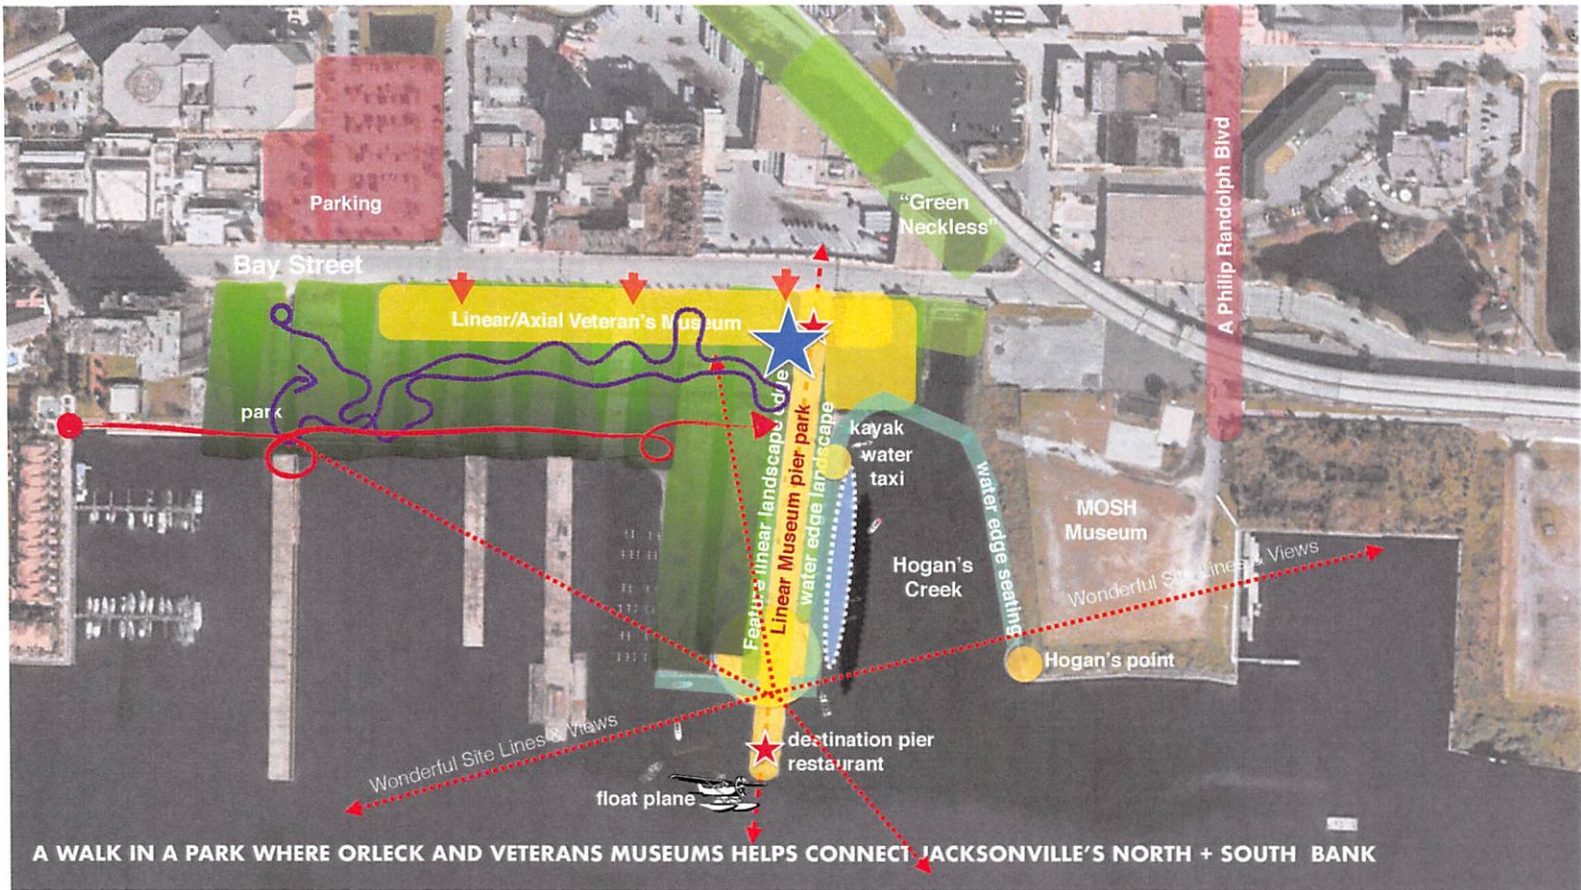 Parking
"Green
Neckless"
A Philip Randolph Blvd
Bay Street
Linear/Axial Veteran's Museum
park
Feature linear landscape edge
Linear Museum pier park
water edge landscape
kayak
water
taxi
water edge seating
MOSH
Museum
Hogan's
Creek
Wonderful Site Lines & Views
Hogan's point
Wonderful Site Lines & Views
destination pier
restaurant
float plane
A WALK IN A PARK WHERE ORLECK AND VETERANS MUSEUMS HELPS CONNECT JACKSONVILLE'S NORTH + SOUTH BANK